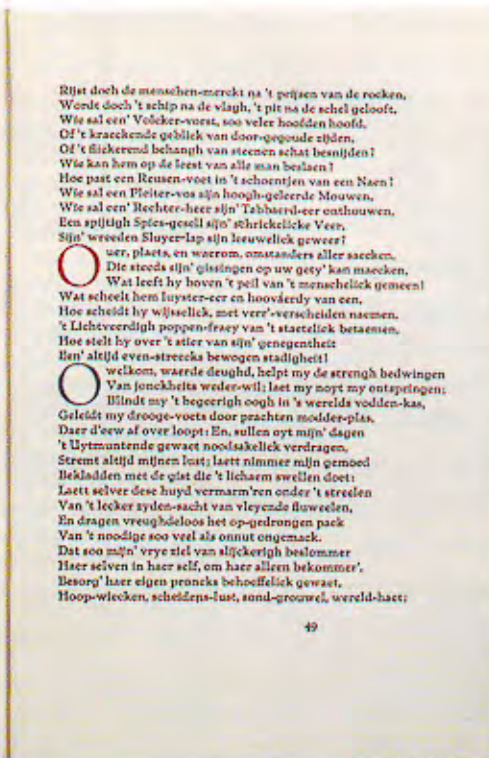 Rijst doch de menschen-merckt na 't prijsen van de rocken,
Wordt doch 't schip na de vlagh, 't pit na de schel gelooft,
Wie sal een' Volcker-voest, soo veler hoofden hoofd,
Of 't kraeckende geblick van door-gegoude zijden,
Of 't flickerend behangh van steenen schat besnijden?
Wie kan hem op de leest van alle man beslaen?
Hoe past een Reusen-voet in 't schoentjen van een Naen?
Wie sal een Pleiter-vos sijn hoogh-geleerde Mouwen,
Wie sal een' Rechter-heer sijn' Tabbaerd-eer onthouwen,
Een spijtigh Spies-gesell sijn' schrickelicke Veer,
Sijn' wreeden Sluyer-lap sijn leeuwelick geweer?
Ouer, plaets, en waerom, omstanders aller saecken,
Die steeds sijn' gissingen op uw gety' kan maecken,
Wat leeft hy boven 't peil van 't menschelick gemeen!
Wat scheelt hem luyster-eer en hooværdy van een,
Hoe scheidt hy wijsselick, met verr'-verscheiden naemen,
't Lichtveerdigh poppen-fraey van 't staetelick betaemen,
Hoe stelt hy over 't stier van sijn' genegentheit
Een' altijd even-streecks bewogen stadigheit!
O welkom, waerde deughd, helpt my de strengh bedwingen
Van jonckheits weder-wil; laet my noyt my ontspringen;
Blindt my 't begeerigh oogh in 's werelds vodden-kas,
Geleidt my drooge-voets door prachten modder-plas,
Daer d'eew af over loopt: En, sullen oyt mijn' dagen
't Uytmuntende gewaet noodsakelick verdragen,
Stremt altijd mijnen lust; laett nimmer mijn gemoed
Bekladden met de gist die 't lichaem swellen doet:
Laett selver dese huyd vermarm'ren onder 't streelen
Van 't lecker zyden-sacht van vleyende fluweelen,
En dragen vreughdeloos het op-gedrongen pack
Van 't noodige soo veel als onnut ongemack.
Dat soo mijn' vrye ziel van slijckerigh beslommer
Haer selven in haer self, om haer alleen bekommer',
Besorg' haer eigen proncks behoeffelick gewaet,
Hoop-wiecken, scheidens-lust, sond-grouwel, wereld-haet:
49